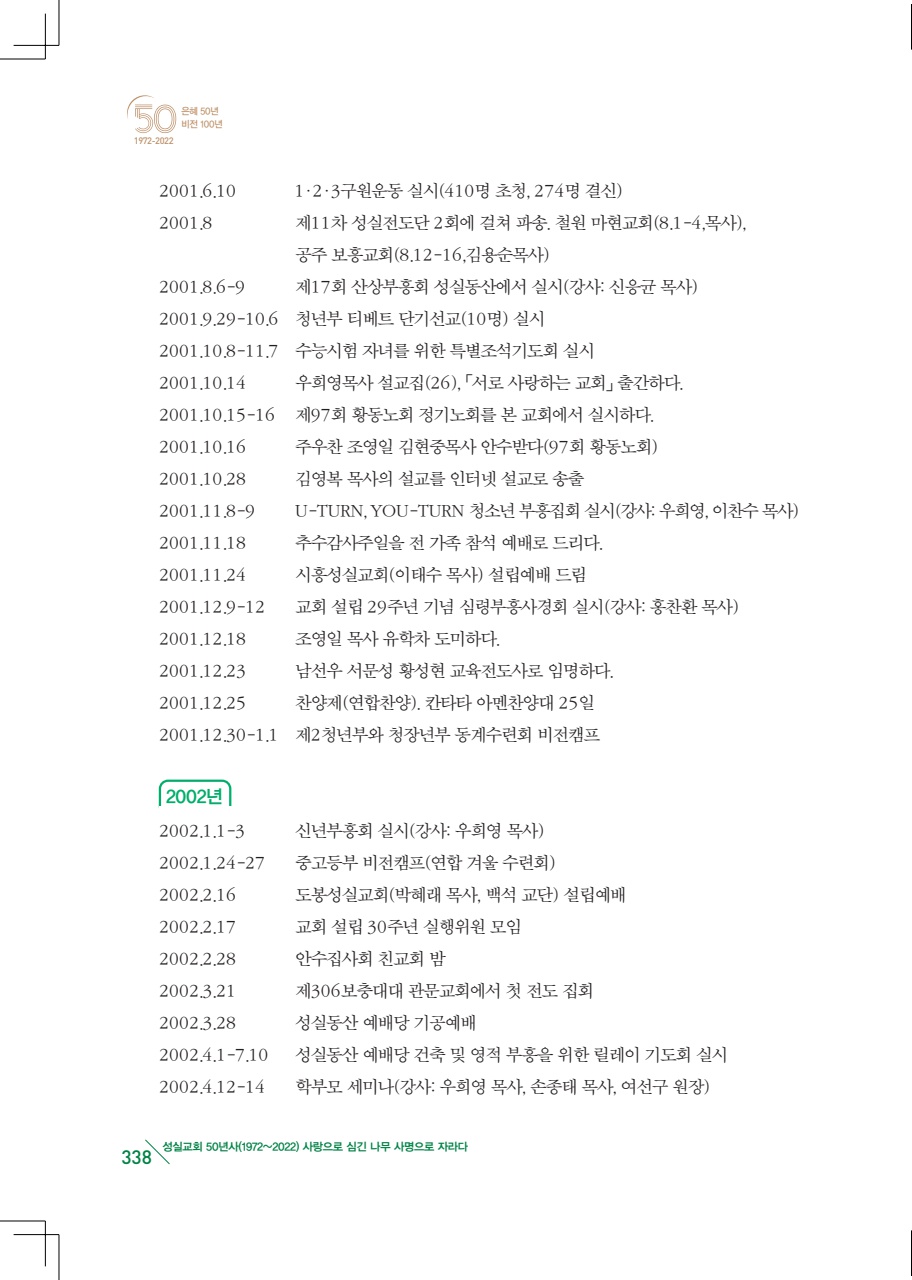 50 은혜 50년
비전 100년
1972-2022
2001.6.10 1·2·3구원운동 실시(410명 초청, 274명 결신)
2001.8 제11차 성실전도단 2회에 걸쳐 파송. 철원 마현교회(8.1-4,목사),
공주 보흥교회(8.12-16,김용순목사)
2001.8.6-9 제17회 산상부흥회 성실동산에서 실시(강사: 신응균 목사)
2001.9.29-10.6 청년부 티베트 단기선교(10명) 실시
2001.10.8-11.7 수능시험 자녀를 위한 특별조석기도회 실시
2001.10.14 우희영목사 설교집(26), 「서로 사랑하는 교회」 출간하다.
2001.10.15-16 제97회 황동노회 정기노회를 본 교회에서 실시하다.
2001.10.16 주우찬 조영일 김현중목사 안수받다(97회 황동노회)
2001.10.28 김영복 목사의 설교를 인터넷 설교로 송출
2001.11.8-9 U-TURN, YOU-TURN 청소년 부흥집회 실시(강사: 우희영, 이찬수 목사)
2001.11.18 추수감사주일을 전 가족 참석 예배로 드리다.
2001.11.24 시흥성실교회(이태수 목사) 설립예배 드림
2001.12.9-12 교회 설립 29주년 기념 심령부흥사경회 실시(강사: 홍찬환 목사)
2001.12.18 조영일 목사 유학차 도미하다.
2001.12.23 남선우 서문성 황성현 교육전도사로 임명하다.
2001.12.25 찬양제(연합찬양). 칸타타 아멘찬양대 25일
2001.12.30-1.1 제2청년부와 청장년부 동계수련회 비전캠프
2002년
2002.1.1-3 신년부흥회 실시(강사: 우희영 목사)
2002.1.24-27 중고등부 비전캠프(연합 겨울 수련회)
2002.2.16 도봉성실교회(박혜래 목사, 백석 교단) 설립예배
2002.2.17 교회 설립 30주년 실행위원 모임
2002.2.28 안수집사회 친교회 밤
2002.3.21 제306보충대대 관문교회에서 첫 전도 집회
2002.3.28 성실동산 예배당 기공예배
2002.4.1-7.10 성실동산 예배당 건축 및 영적 부흥을 위한 릴레이 기도회 실시
2002.4.12-14 학부모 세미나(강사: 우희영 목사, 손종태 목사, 여선구 원장)
338 성실교회 50년사(1972~2022) 사랑으로 심긴 나무 사명으로 자라다